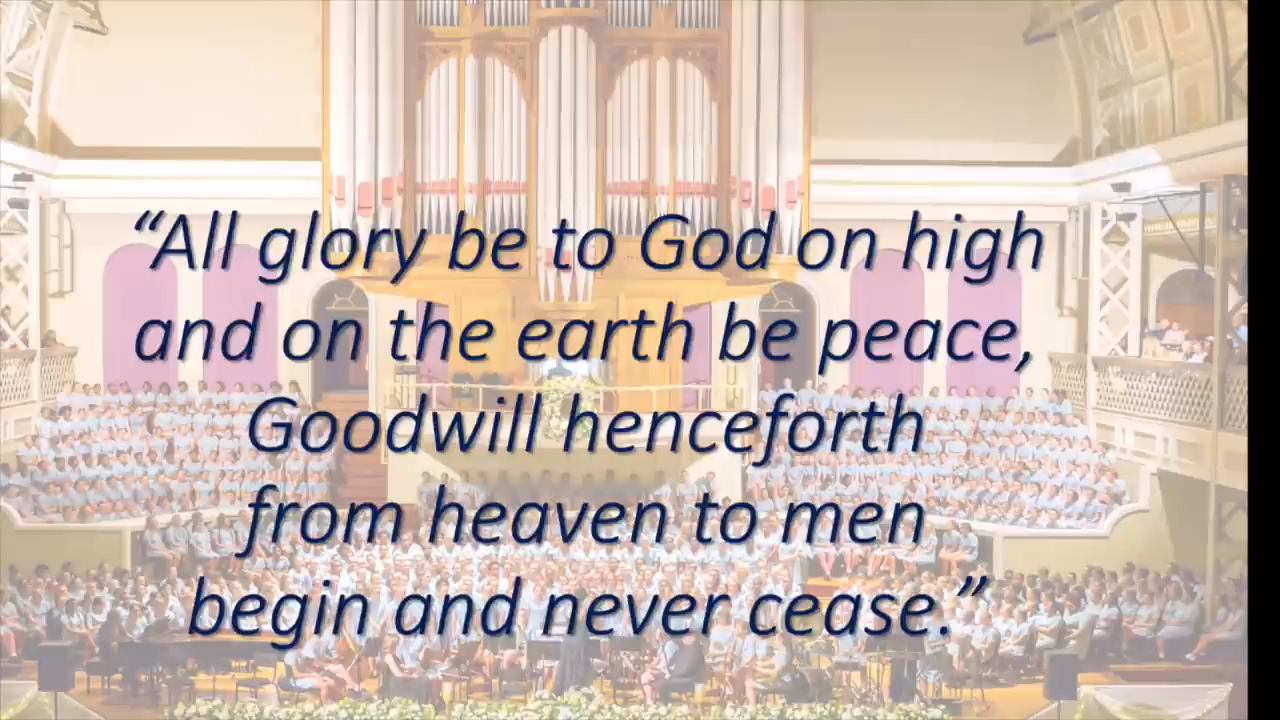 “All glory be to God on high
and on the earth be peace,
Goodwill henceforth
from heaven to men
begin and never cease.”